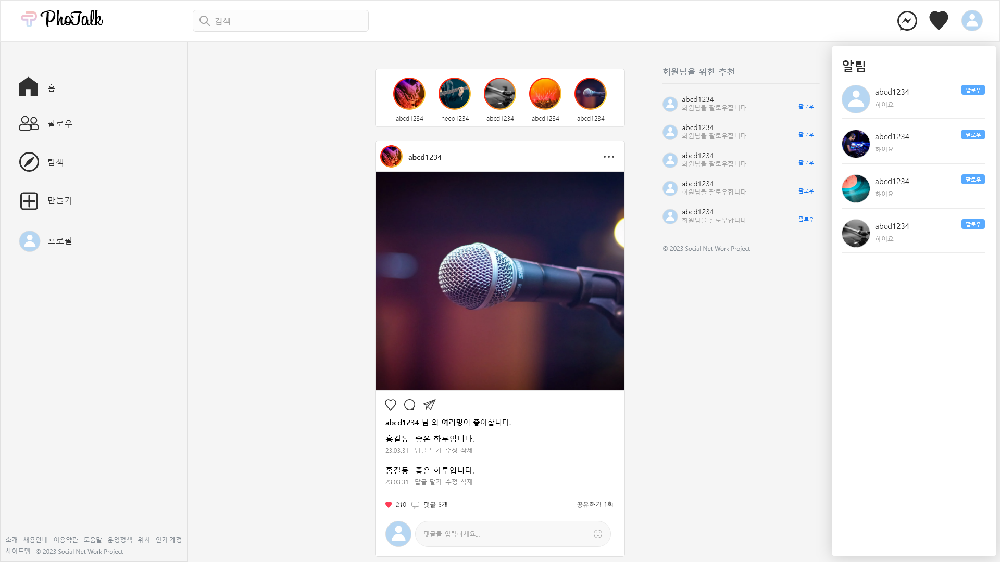 PhoTalk
검색
홈
팔로우
탐색
만들기
프로필
소개 채용안내 이용약관 도움말 운영정책 위치 인기 계정
사이트맵 © 2023 Social Net Work Project
abcd1234 heeo1234 abcd1234 abcd1234 abcd1234
abcd1234
abcd1234 님 외 여러명이 좋아합니다.
홍길동 좋은 하루입니다.
23.03.31 답글 달기 수정 삭제
홍길동 좋은 하루입니다.
23.03.31 답글 달기 수정 삭제
210 댓글 5개 공유하기 1회
댓글을 입력하세요...
회원님을 위한 추천
abcd1234
회원님을 팔로우합니다 팔로우
abcd1234
회원님을 팔로우합니다 팔로우
abcd1234
회원님을 팔로우합니다 팔로우
abcd1234
회원님을 팔로우합니다 팔로우
abcd1234
회원님을 팔로우합니다 팔로우
© 2023 Social Net Work Project
알림
abcd1234 팔로우
하이요
abcd1234 팔로우
하이요
abcd1234 팔로우
하이요
abcd1234 팔로우
하이요